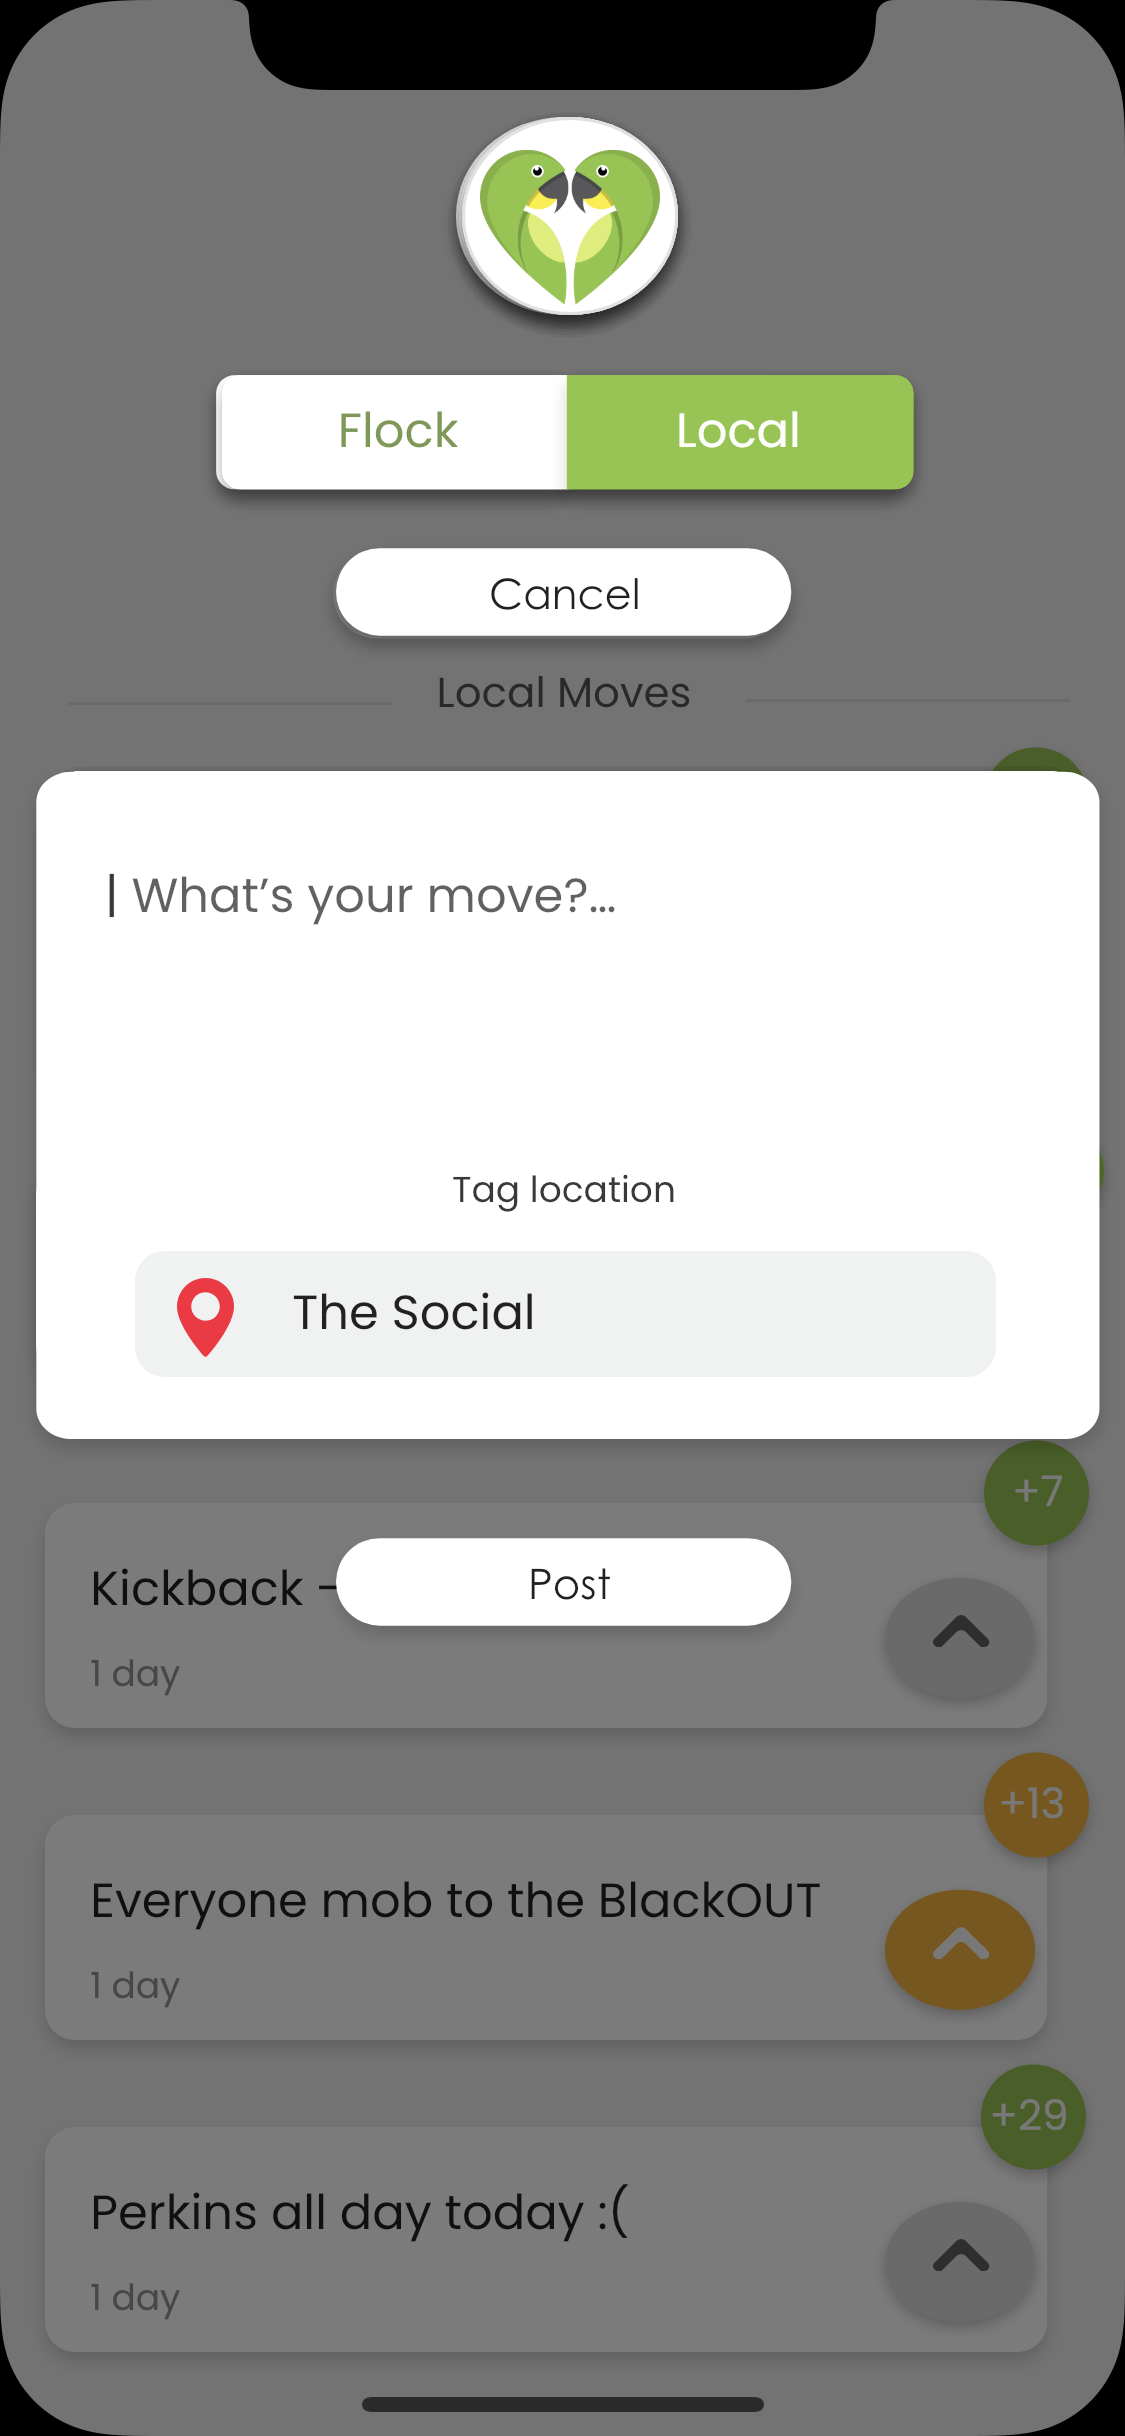 Flock
Local
Cancel
Local Moves
What’s your move?...
Tag location
The Social
+7
Kickback -
Post
1 day
+13
Everyone mob to the BlackOUT
1 day
+29
Perkins all day today :(
1 day